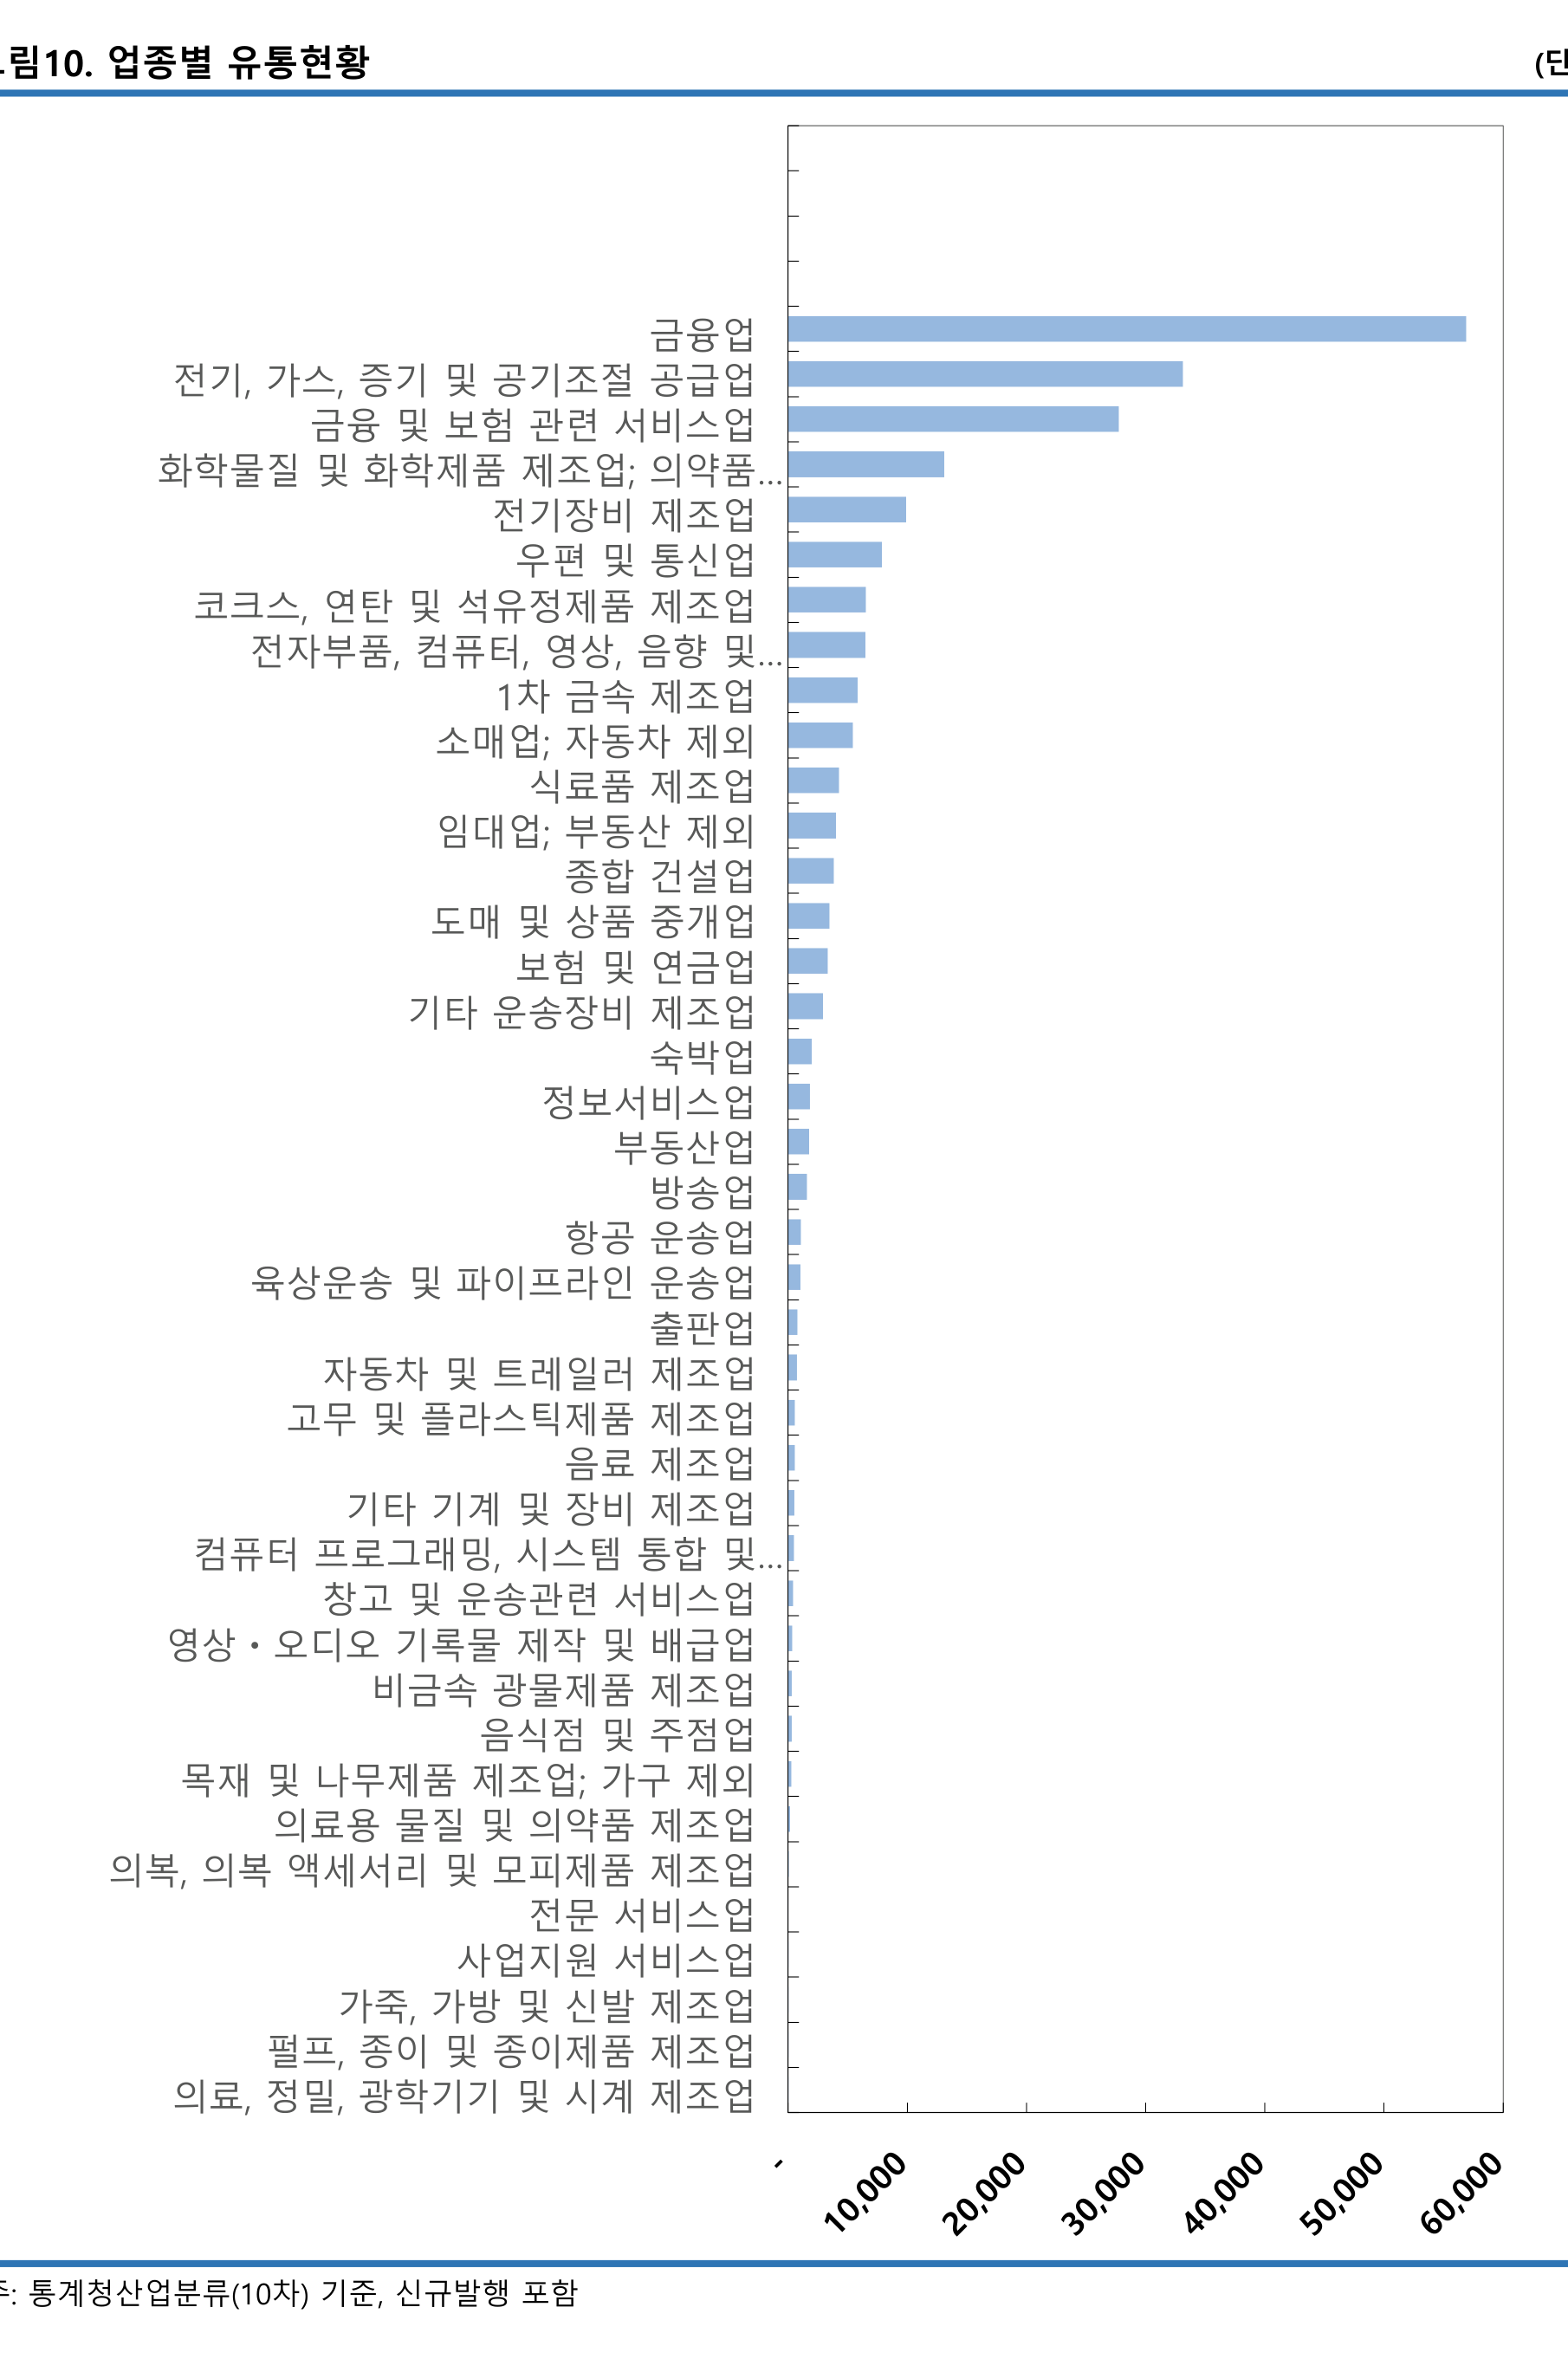 림10. 업종별 유통현황
금융업
전기, 가스, 증기 및 공기조절 공급업
금융 및 보험 관련 서비스업
화학물질 및 화학제품 제조업; 의약품...
전기장비 제조업
우편 및 통신업
코크스, 연탄 및 석유정제품 제조업
전자부품, 컴퓨터, 영상, 음향 및...
1차 금속 제조업
소매업; 자동차 제외
식료품 제조업
임대업; 부동산 제외
종합 건설업
도매 및 상품 중개업
보험 및 연금업
기타 운송장비 제조업
숙박업
정보서비스업
부동산업
방송업
항공 운송업
육상운송 및 파이프라인 운송업
출판업
자동차 및 트레일러 제조업
고무 및 플라스틱제품 제조업
음료 제조업
기타 기계 및 장비 제조업
컴퓨터 프로그래밍, 시스템 통합 및...
창고 및 운송관련 서비스업
영상·오디오 기록물 제작 및 배급업
비금속 광물제품 제조업
음식점 및 주점업
목재 및 나무제품 제조업; 가구 제외
의료용 물질 및 의약품 제조업
의복, 의복 액세서리 및 모피제품 제조업
전문 서비스업
사업지원 서비스업
가죽, 가방 및 신발 제조업
펄프, 종이 및 종이제품 제조업
의료, 정밀, 광학기기 및 시계 제조업
- 10,000 20,000 30,000 40,000 50,000 60,000
: 통계청산업분류(10차) 기준, 신규발행 포함